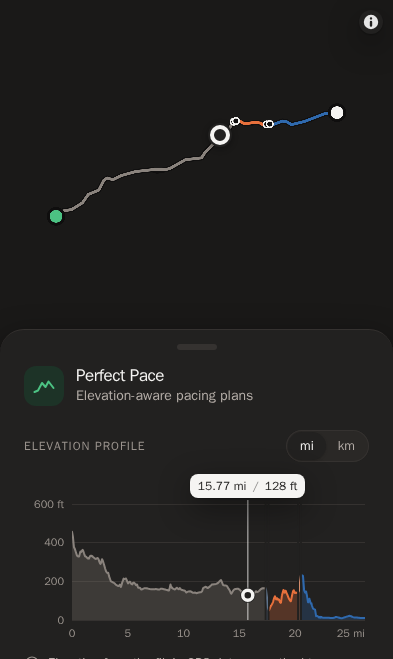 Perfect Pace
Elevation-aware pacing plans
ELEVATION PROFILE
mi km
15.77 mi / 128 ft
600 ft
400
200
0
0 5 10 15 20 25 mi